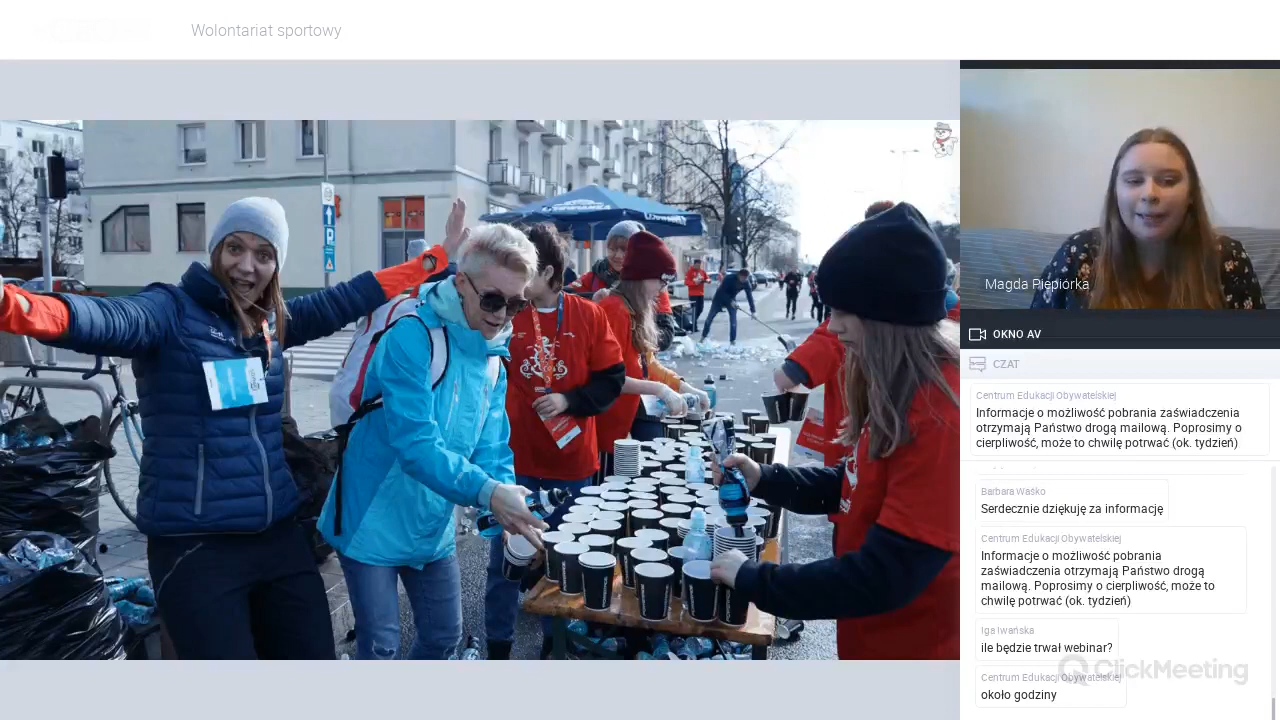 Wolontariat sportowy
P
Magda Piepiórka
OKNO AV
CZAT
Centrum Edukacji Obywatelskiej
Informacje o możliwość pobrania zaświadczenia
otrzymają Państwo drogą mailową. Poprosimy o
cierpliwość, może to chwilę potrwać (ok. tydzień)
Barbara Waśko
Serdecznie dziękuję za informację
Centrum Edukacji Obywatelskiej
Informacje o możliwość pobrania
zaświadczenia otrzymają Państwo drogą
mailową. Poprosimy o cierpliwość, może to
chwilę potrwać (ok. tydzień)
Iga Iwańska
ile będzie trwał webinar?
ClickMeeting
Centrum Edukacji Obywatelskiej
około godziny